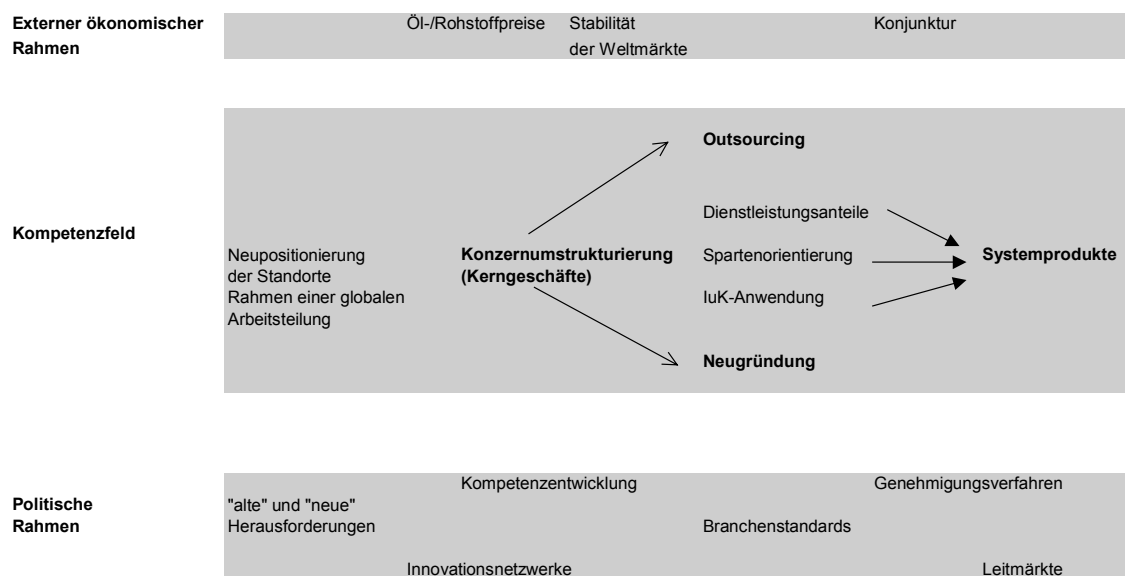 Externer ökonomischer
Rahmen
Öl-/Rohstoffpreise
Stabilität
der Weltmärkte
Konjunktur
Kompetenzfeld
Neupositionierung
der Standorte
Rahmen einer globalen
Arbeitsteilung
Konzernumstrukturierung
(Kerngeschäfte)
Outsourcing
Dienstleistungsanteile
Spartenorientierung
IuK-Anwendung
Neugründung
Systemprodukte
Politische
Rahmen
"alte" und "neue"
Herausforderungen
Kompetenzentwicklung
Innovationsnetzwerke
Branchenstandards
Genehmigungsverfahren
Leitmärkte